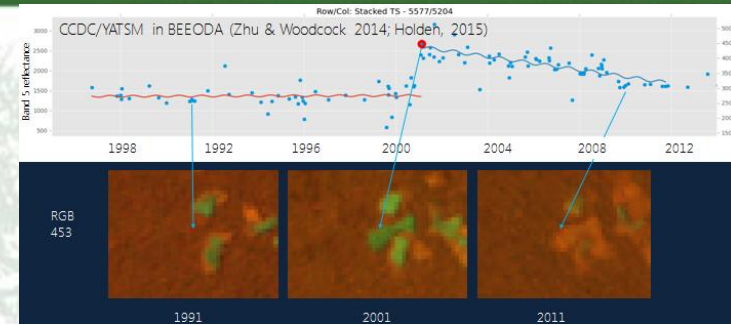 Row/Col: Stacked TS - 5577/5204
CCDC/YATSM in BEEODA (Zhu & Woodcock 2014; Holden, 2015)
Band 5 reflectance
3000
2500
2000
1500
1000
500
1998 1992 1996 2000 2004 2008 2012
RGB
453
1991 2001 2011